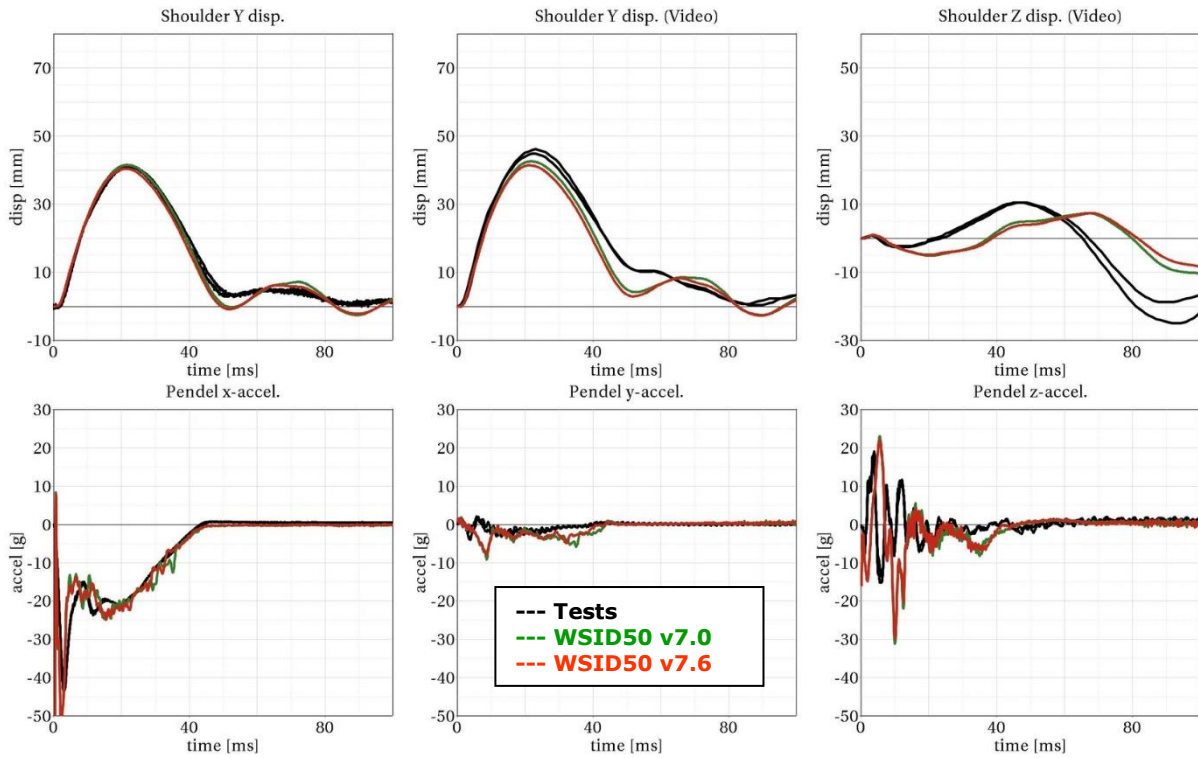 Shoulder Y disp.
Shoulder Y disp. (Video)
Shoulder Z disp. (Video)
disp [mm]
70
50
30
10
-10
0
40
80
time [ms]
disp [mm]
70
50
30
10
-10
0
40
80
time [ms]
disp [mm]
50
30
10
-10
-30
0
40
80
time [ms]
Pendel x-accel.
Pendel y-accel.
Pendel z-accel.
accel [g]
30
20
10
0
-10
-20
-30
-40
-50
0
40
80
time [ms]
accel [g]
30
20
10
0
-10
-20
-30
-40
-50
0
40
80
time [ms]
accel [g]
30
20
10
0
-10
-20
-30
-40
-50
0
40
80
time [ms]
--- Tests
--- WSID50 v7.0
--- WSID50 v7.6